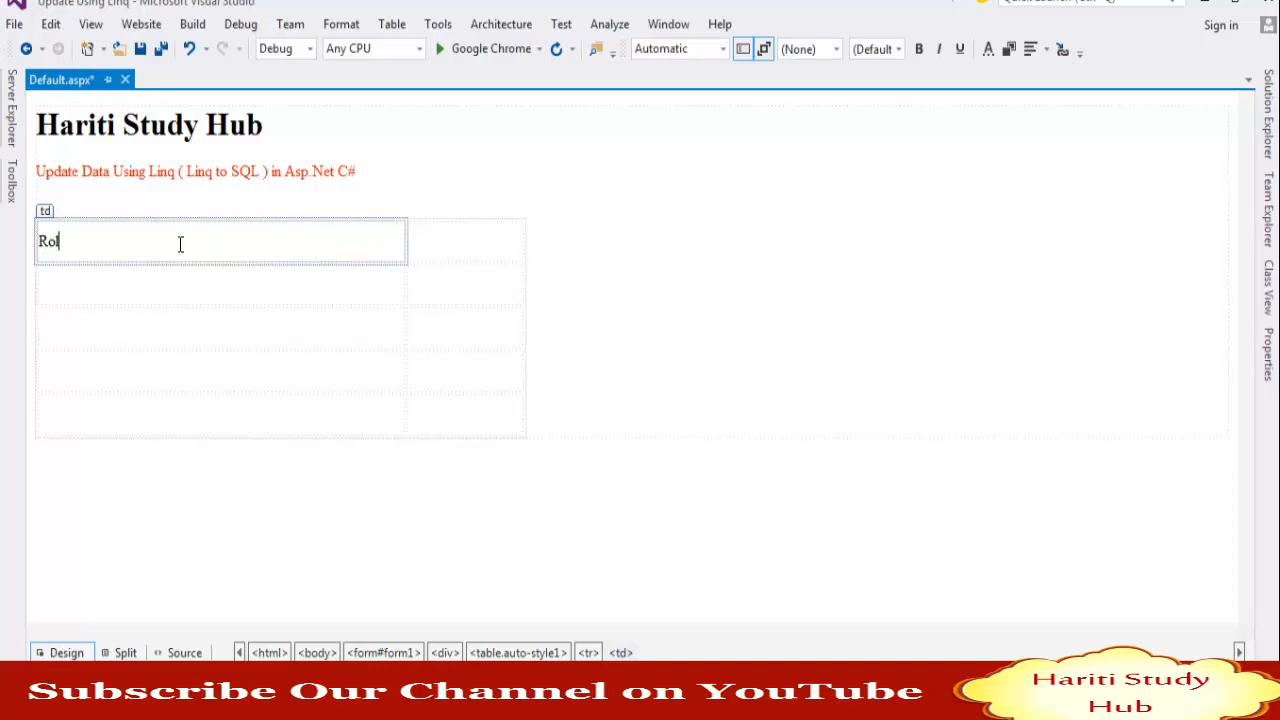 Update Using Linq - Microsoft Visual Studio
File Edit View Website Build Debug Team Format Table Tools Architecture Test Analyze Window Help
Sign in
Debug Any CPU Google Chrome Automatic (None) (Default
Default.aspx*
Server Explorer
Toolbox
Solution Explorer
Team Explorer
Class View
Properties
Hariti Study Hub
Update Data Using Linq ( Linq to SQL ) in Asp.Net C#
td
Rol
Design Split Source <html> <body> <form#form1> <div> <table.auto-style1> <tr> <td>
Subscribe Our Channel on YouTube
Hariti Study
Hub